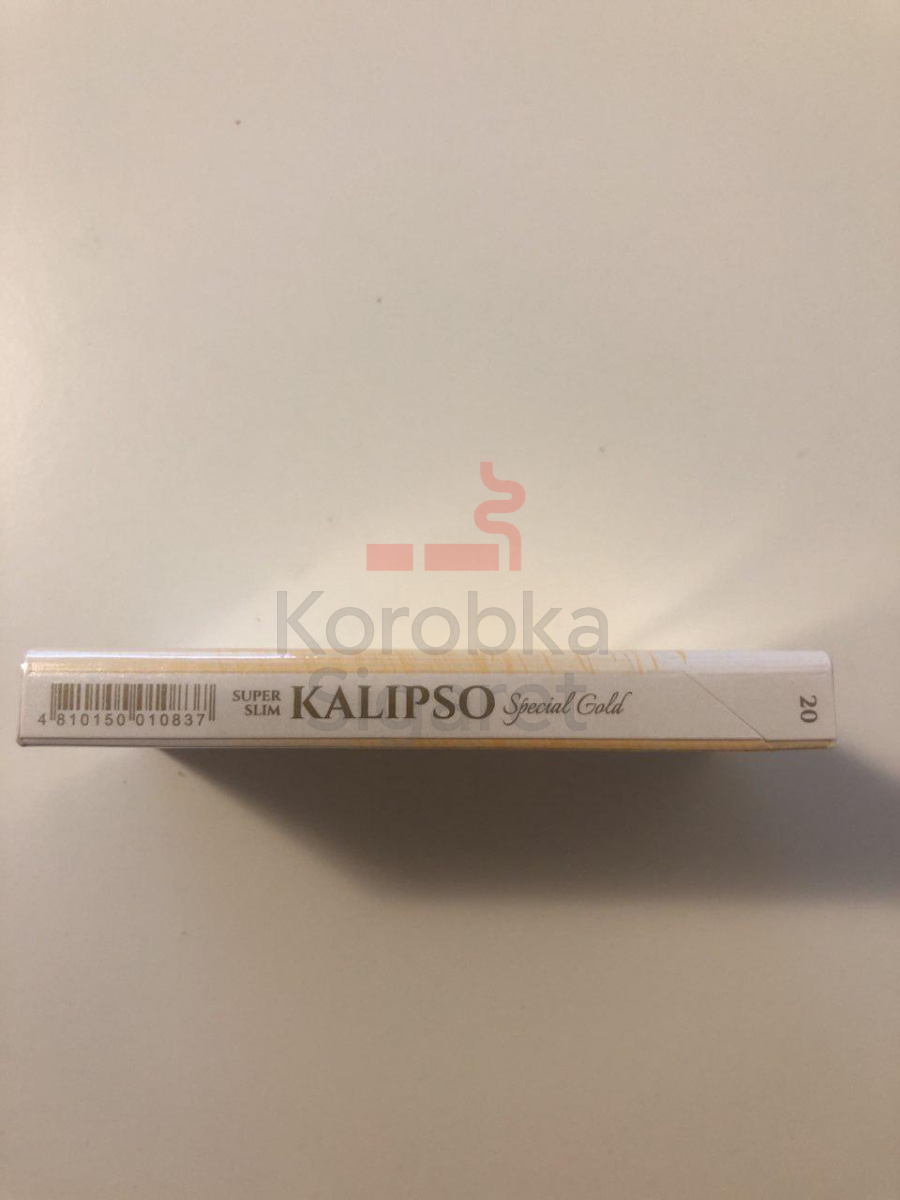 Korobka
Sigaret
4 810150 010837
SUPER
SLIM
KALIPSO Special Gold
20